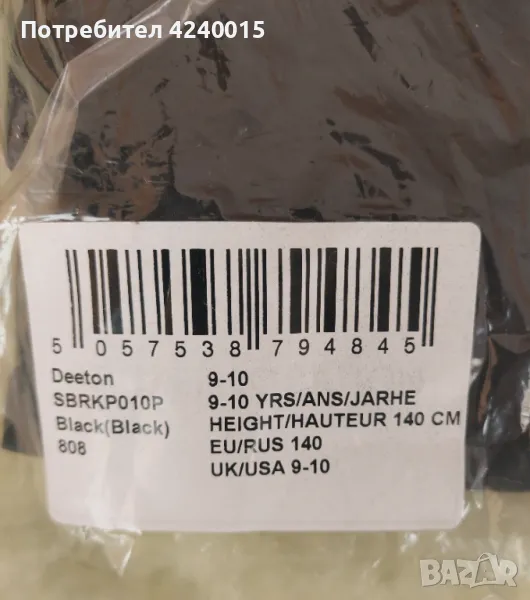 Потребител 4240015
5 057538 794845
Deeton
SBRKP010P
Black(Black)
808
9-10
9-10 YRS/ANS/JARHE
HEIGHT/HAUTEUR 140 CM
EU/RUS 140
UK/USA 9-10
BAZAR